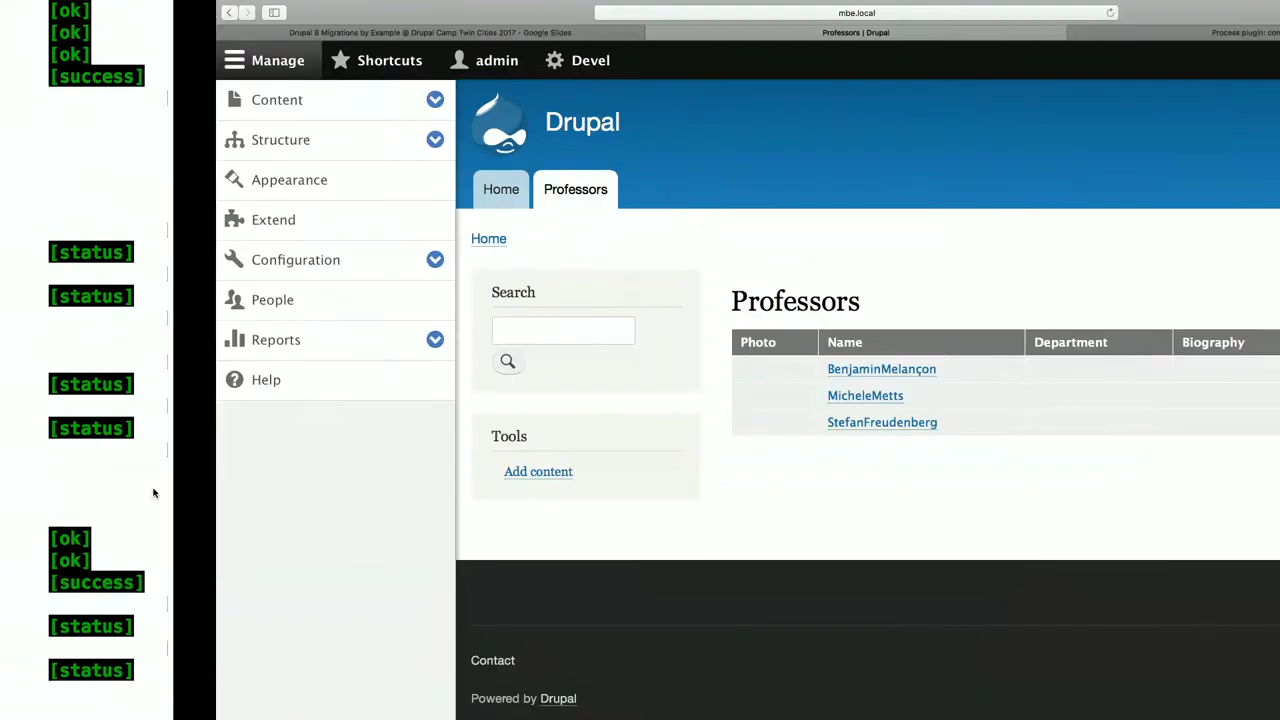 [ok]
[ok]
[ok]
[success]
[status]
[status]
[status]
[status]
[ok]
[ok]
[success]
[status]
[status]
mbe.local
Drupal 8 Migrations by Example @ Drupal Camp Twin Cities 2017 - Google Slides
Professors | Drupal
Process plugin: con
Manage
Shortcuts
admin
Devel
Content
Structure
Appearance
Extend
Configuration
People
Reports
Help
Drupal
Home
Professors
Home
Search
Tools
Add content
Professors
Photo Name Department Biography
BenjaminMelançon
MicheleMetts
StefanFreudenberg
Contact
Powered by Drupal